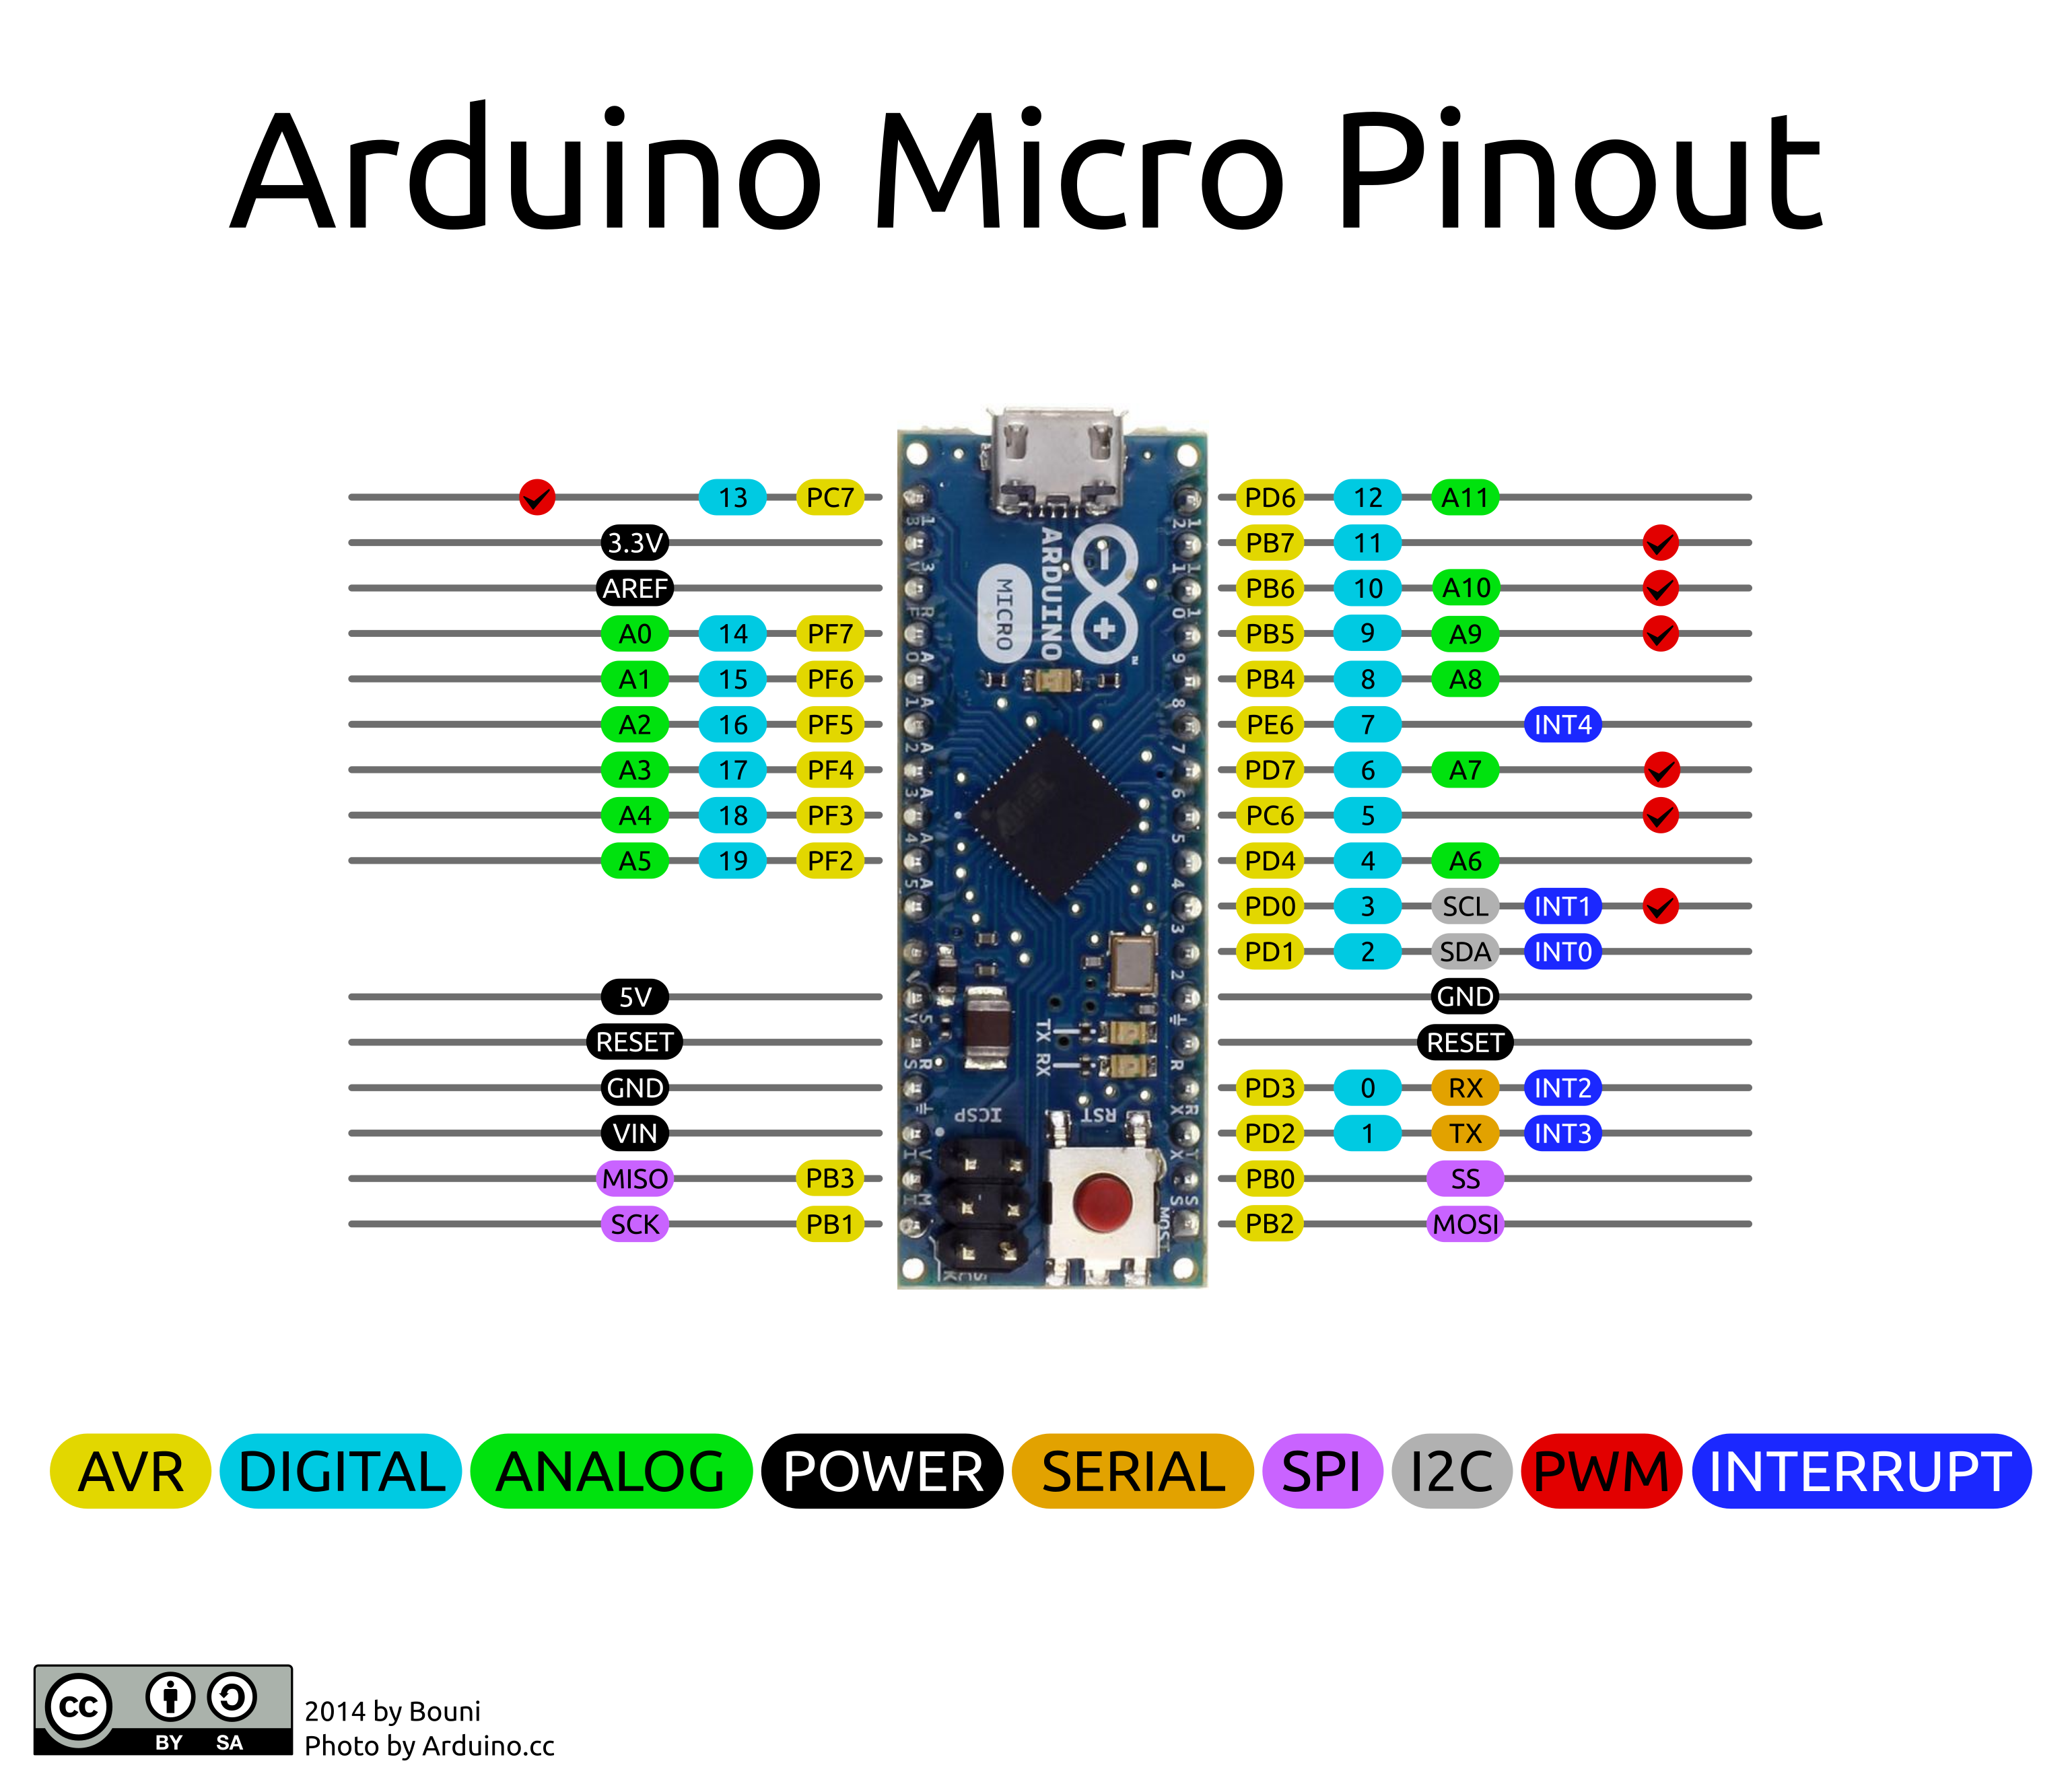 Arduino Micro Pinout
13 PC7
3.3V
AREF
A0 14 PF7
A1 15 PF6
A2 16 PF5
A3 17 PF4
A4 18 PF3
A5 19 PF2
5V
RESET
GND
VIN
MISO PB3
SCK PB1
ARDUINO
MICRO
TX
RX
ICSP
RST
PD6 12 A11
PB7 11
PB6 10 A10
PB5 9 A9
PB4 8 A8
PE6 7 INT4
PD7 6 A7
PC6 5
PD4 4 A6
PD0 3 SCL INT1
PD1 2 SDA INT0
GND
RESET
PD3 0 RX INT2
PD2 1 TX INT3
PB0 SS
PB2 MOSI
AVR DIGITAL ANALOG POWER SERIAL SPI I2C PWM INTERRUPT
cc BY SA
2014 by Bouni
Photo by Arduino.cc